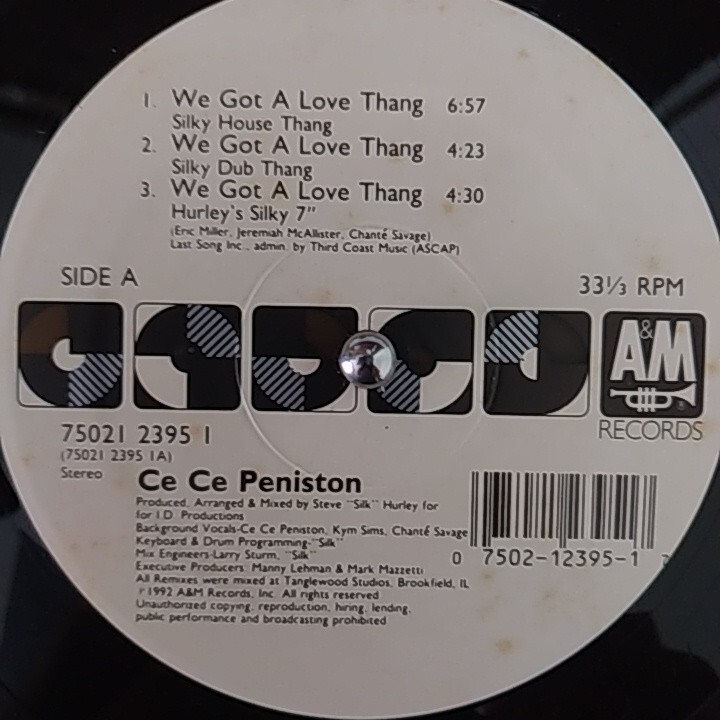 1. We Got A Love Thang 6:57
Silky House Thang
2. We Got A Love Thang 4:23
Silky Dub Thang
3. We Got A Love Thang 4:30
Hurley's Silky 7"
(Eric Miller, Jeremiah McAllister, Chanté Savage)
Last Song Inc., admin. by Third Coast Music (ASCAP)
SIDE A
33⅓ RPM
A&M
®
RECORDS
75021 2395 1
(75021 2395 1A)
Stereo
Ce Ce Peniston
Produced, Arranged & Mixed by Steve "Silk" Hurley for
for I.D. Productions
Background Vocals-Ce Ce Peniston, Kym Sims, Chanté Savage
Keyboard & Drum Programming-"Silk"
Mix Engineers-Larry Sturm, "Silk"
Executive Producers: Manny Lehman & Mark Mazzetti
All Remixes were mixed at Tanglewood Studios, Brookfield, IL
℗ 1992 A&M Records, Inc. All rights reserved
Unauthorized copying, reproduction, hiring, lending,
public performance and broadcasting prohibited
0 7502-12395-1